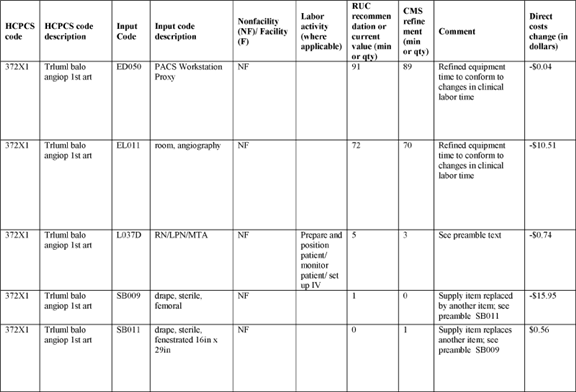 HCPCS code | HCPCS code description | Input Code | Input code description | Nonfacility (NF)/ Facility (F) | Labor activity (where applicable) | RUC recommen dation or current value (min or qty) | CMS refine ment (min or qty) | Comment | Direct costs change (in dollars)
372X1 | Trluml balo angiop 1st art | ED050 | PACS Workstation Proxy | NF | | 91 | 89 | Refined equipment time to conform to changes in clinical labor time | -$0.04
372X1 | Trluml balo angiop 1st art | EL011 | room, angiography | NF | | 72 | 70 | Refined equipment time to conform to changes in clinical labor time | -$10.51
372X1 | Trluml balo angiop 1st art | L037D | RN/LPN/MTA | NF | Prepare and position patient/ monitor patient/ set up IV | 5 | 3 | See preamble text | -$0.74
372X1 | Trluml balo angiop 1st art | SB009 | drape, sterile, femoral | NF | | 1 | 0 | Supply item replaced by another item; see preamble SB011 | -$15.95
372X1 | Trluml balo angiop 1st art | SB011 | drape, sterile, fenestrated 16in x 29in | NF | | 0 | 1 | Supply item replaces another item; see preamble SB009 | $0.56